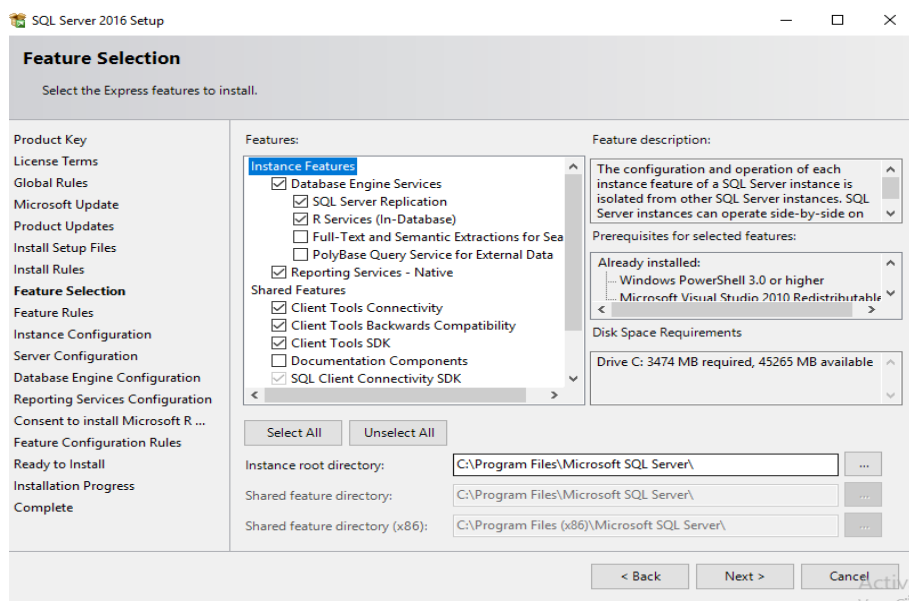 SQL Server 2016 Setup
Feature Selection
Select the Express features to install.
Product Key
License Terms
Global Rules
Microsoft Update
Product Updates
Install Setup Files
Install Rules
Feature Selection
Feature Rules
Instance Configuration
Server Configuration
Database Engine Configuration
Reporting Services Configuration
Consent to install Microsoft R ...
Feature Configuration Rules
Ready to Install
Installation Progress
Complete
Features:
Instance Features
Database Engine Services
SQL Server Replication
R Services (In-Database)
Full-Text and Semantic Extractions for Sea
PolyBase Query Service for External Data
Reporting Services - Native
Shared Features
Client Tools Connectivity
Client Tools Backwards Compatibility
Client Tools SDK
Documentation Components
SQL Client Connectivity SDK
Feature description:
The configuration and operation of each
instance feature of a SQL Server instance is
isolated from other SQL Server instances. SQL
Server instances can operate side-by-side on
Prerequisites for selected features:
Already installed:
Windows PowerShell 3.0 or higher
Microsoft Visual Studio 2010 Redistributable
Disk Space Requirements
Drive C: 3474 MB required, 45265 MB available
Select All
Unselect All
Instance root directory:
C:\Program Files\Microsoft SQL Server\
...
Shared feature directory:
C:\Program Files\Microsoft SQL Server\
...
Shared feature directory (x86):
C:\Program Files (x86)\Microsoft SQL Server\
...
< Back
Next >
Cancel
Activ